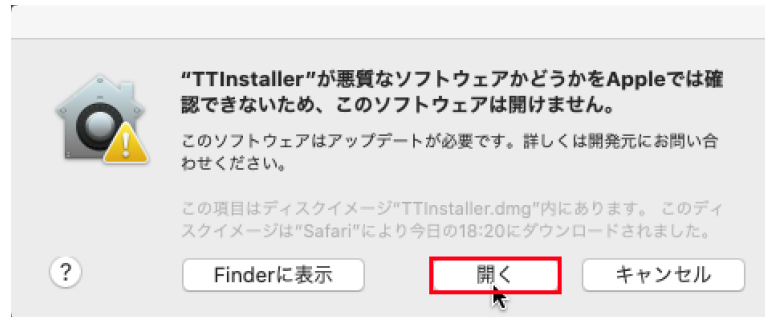 “TTInstaller”が悪質なソフトウェアかどうかをAppleでは確
認できないため、このソフトウェアは開けません。
このソフトウェアはアップデートが必要です。詳しくは開発元にお問い合
わせください。
この項目はディスクイメージ“TTInstaller.dmg”内にあります。 このディ
スクイメージは“Safari”により今日の18:20にダウンロードされました。
? Finderに表示 開く キャンセル